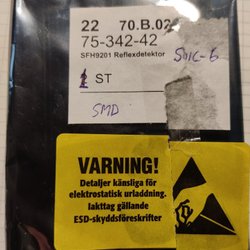 22 70.B.02
75-342-42
SFH9201 Reflexdetektor
SOIC-6
1 ST
SMD
VARNING!
Detaljer känsliga för
elektrostatisk urladdning.
Iakttag gällande
ESD-skyddsföreskrifter